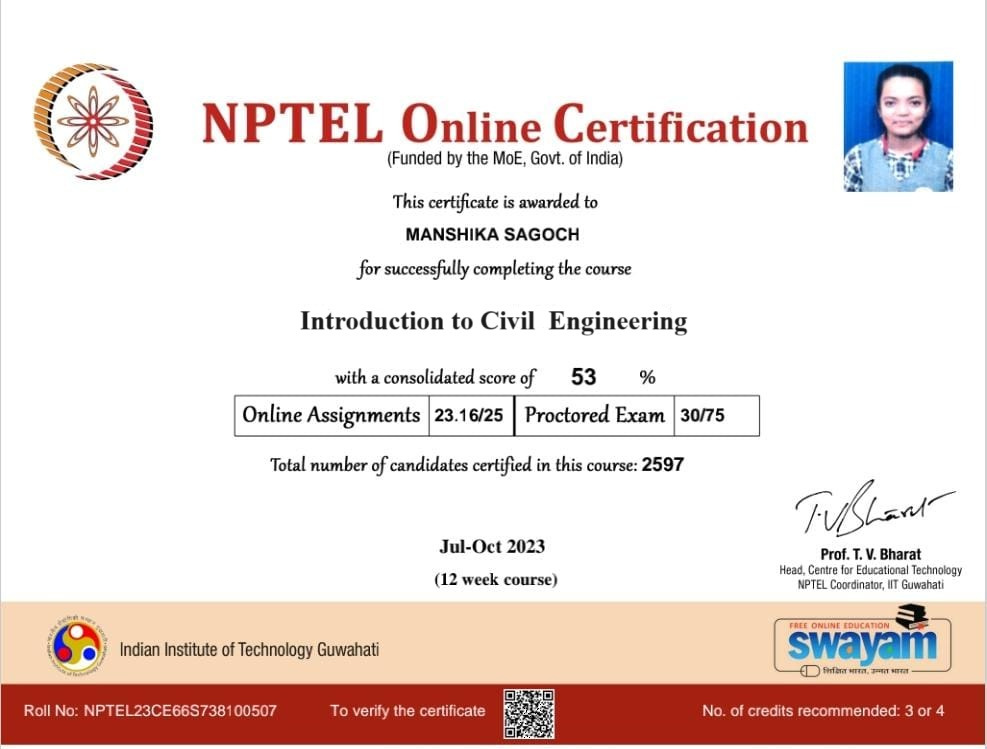 NPTEL Online Certification
(Funded by the MoE, Govt. of India)
This certificate is awarded to
MANSHIKA SAGOCH
for successfully completing the course
Introduction to Civil Engineering
with a consolidated score of 53 %
Online Assignments 23.16/25 Proctored Exam 30/75
Total number of candidates certified in this course: 2597
Jul-Oct 2023
(12 week course)
T.V.Bharat
Prof. T. V. Bharat
Head, Centre for Educational Technology
NPTEL Coordinator, IIT Guwahati
Indian Institute of Technology Guwahati
FREE ONLINE EDUCATION
swayam
शिक्षित भारत, उन्नत भारत
Roll No: NPTEL23CE66S738100507 To verify the certificate No. of credits recommended: 3 or 4